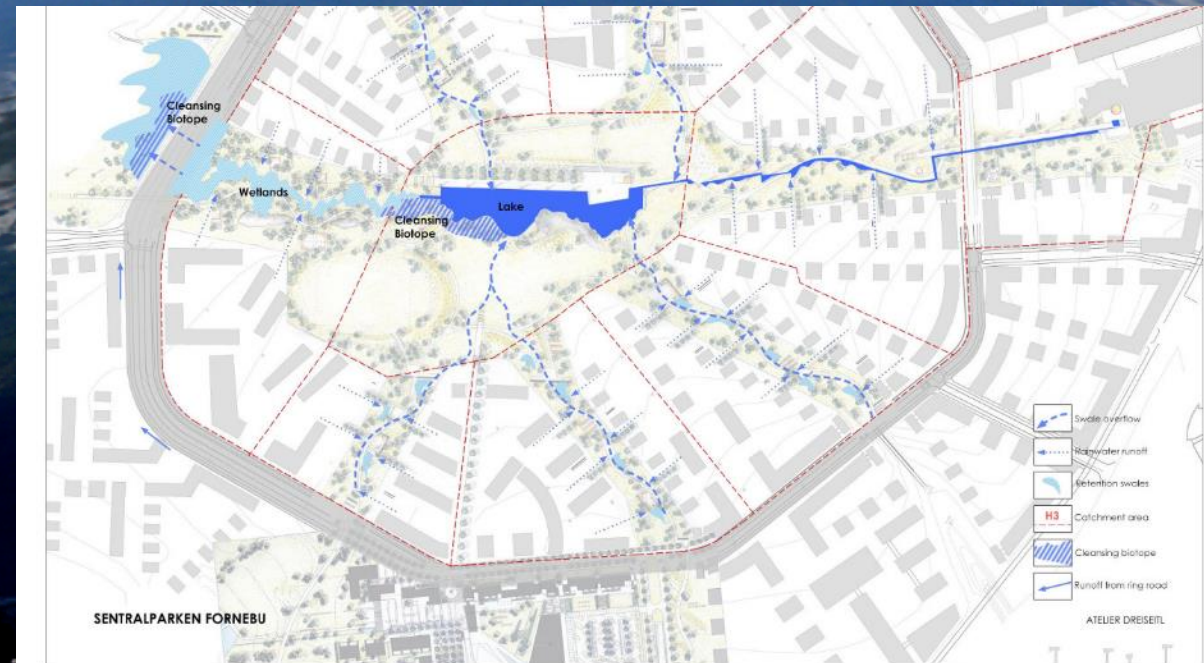 Cleansing
Biotope
Wetlands
Lake
Cleansing
Biotope
Swale overflow
Rainwater runoff
Retention swales
H3 Catchment area
Cleansing biotope
Runoff from ring road
SENTRALPARKEN FORNEBU
ATELIER DREISEITL